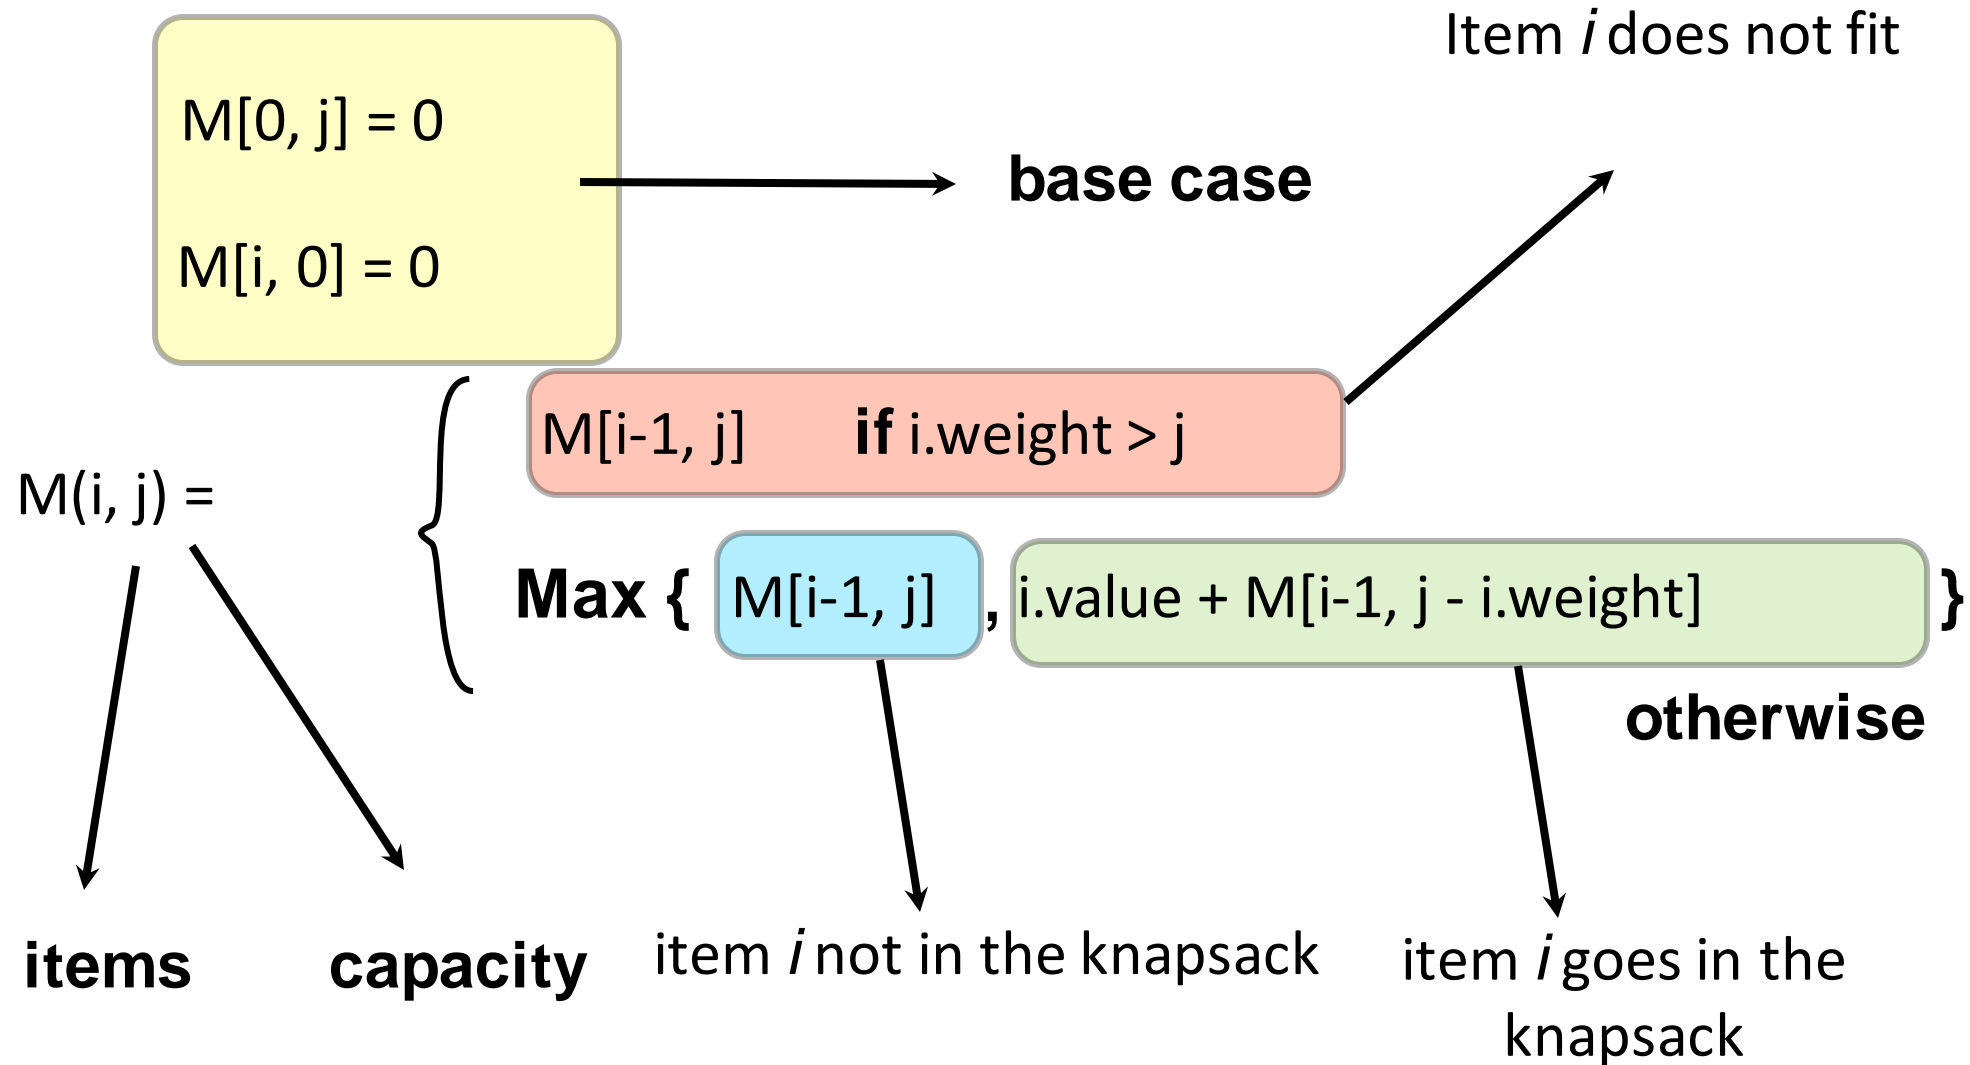 Item i does not fit
M[0, j] = 0
base case
M[i, 0] = 0
M[i-1, j] if i.weight > j
M(i, j) =
Max { M[i-1, j] , i.value + M[i-1, j - i.weight] }
otherwise
items
capacity
item i not in the knapsack
item i goes in the
knapsack